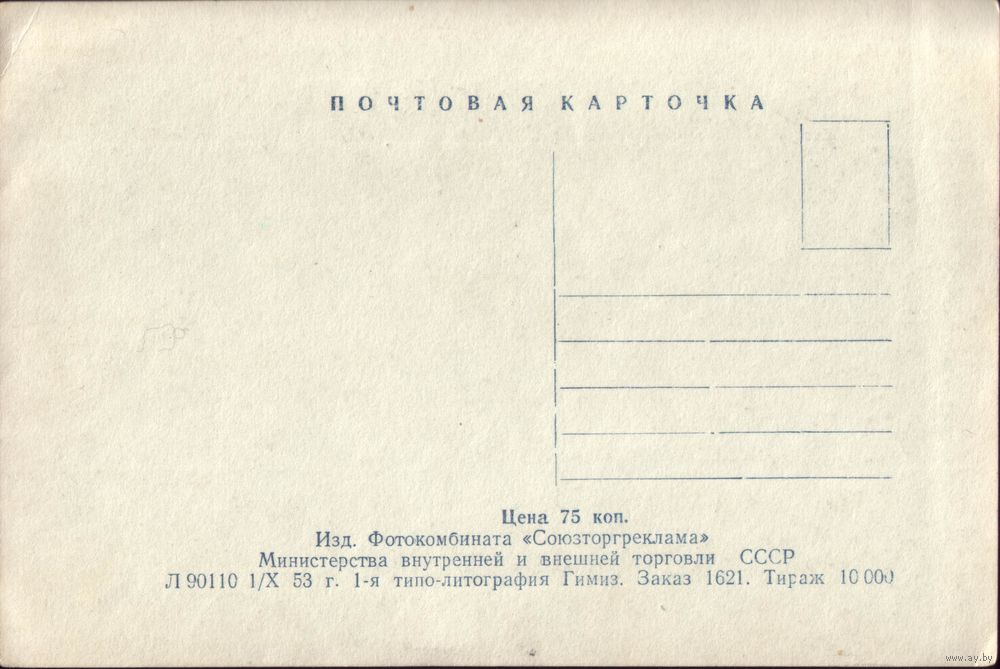 ПОЧТОВАЯ КАРТОЧКА
Цена 75 коп.
Изд. Фотокомбината «Союзторгреклама»
Министерства внутренней и внешней торговли СССР
Л 90110 1/X 53 г. 1-я типо-литография Гимиз. Заказ 1621. Тираж 10 000
www.ay.by